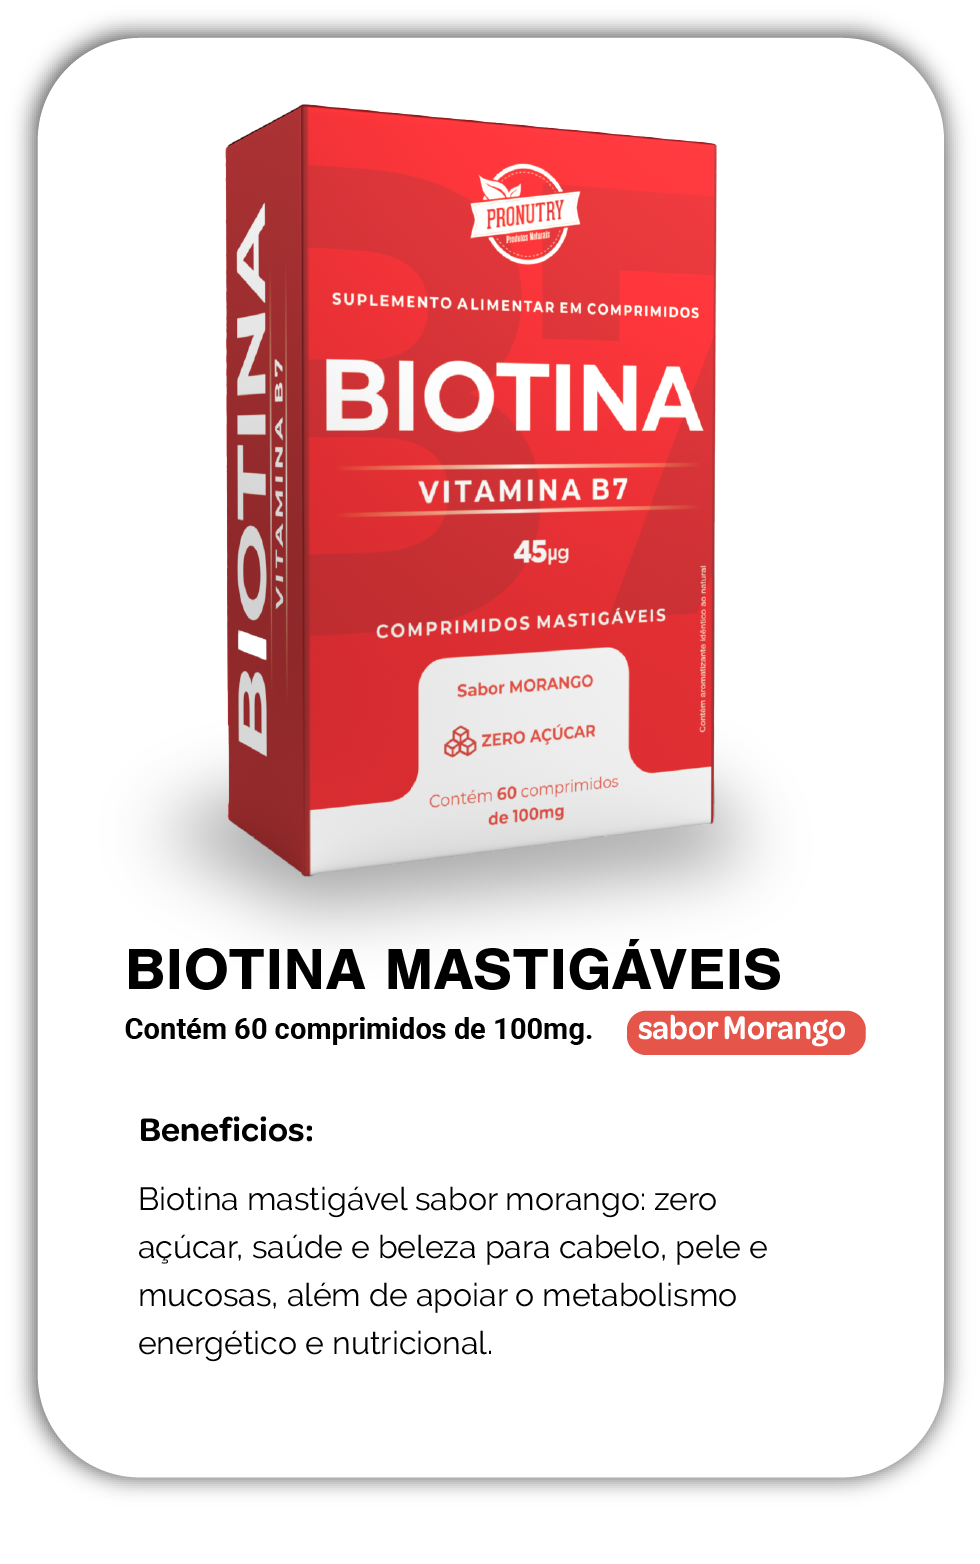 PRONUTRY
Produtos Naturais
SUPLEMENTO ALIMENTAR EM COMPRIMIDOS
BIOTINA
VITAMINA B7
45µg
COMPRIMIDOS MASTIGÁVEIS
Sabor MORANGO
ZERO AÇÚCAR
Contém 60 comprimidos
de 100mg
Contém aromatizante idêntico ao natural
BIOTINA
VITAMINA B7
BIOTINA MASTIGÁVEIS
Contém 60 comprimidos de 100mg.
sabor Morango
Beneficios:
Biotina mastigável sabor morango: zero
açúcar, saúde e beleza para cabelo, pele e
mucosas, além de apoiar o metabolismo
energético e nutricional.